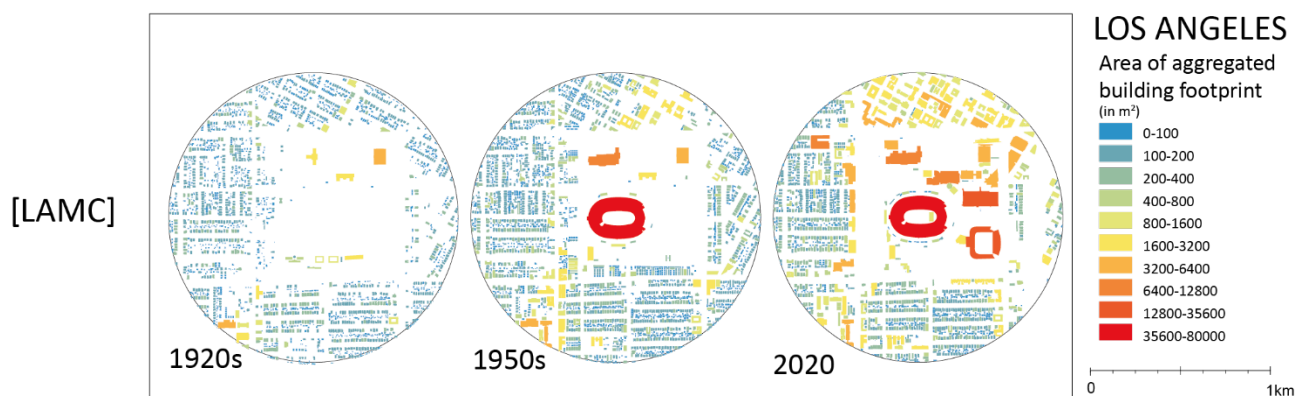 [LAMC]
1920s
1950s
2020
LOS ANGELES
Area of aggregated
building footprint
(in m²)
0-100
100-200
200-400
400-800
800-1600
1600-3200
3200-6400
6400-12800
12800-35600
35600-80000
0 1km